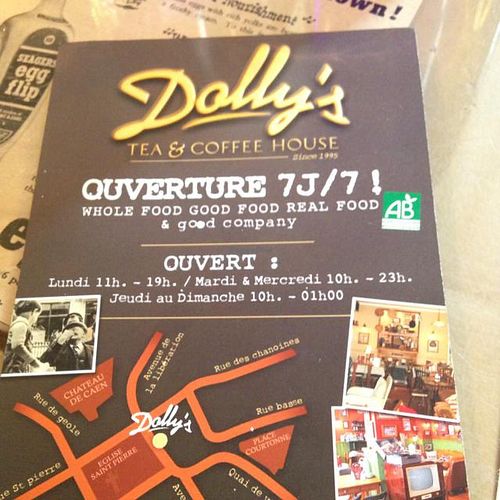 nourishment
own!
SEAGERS
egg
flip
Dolly's
TEA & COFFEE HOUSE
Since 1995
OUVERTURE 7J/7 !
WHOLE FOOD GOOD FOOD REAL FOOD
& good company
AB
OUVERT :
Lundi 11h. - 19h. / Mardi & Mercredi 10h. - 23h.
Jeudi au Dimanche 10h. - 01h00
Avenue de
la libération
Rue des chanoines
CHATEAU
DE CAEN
Rue de geole
Dolly's
Rue basse
PLACE
COURTONNE
EGLISE
SAINT PIERRE
Rue St pierre
Quai de